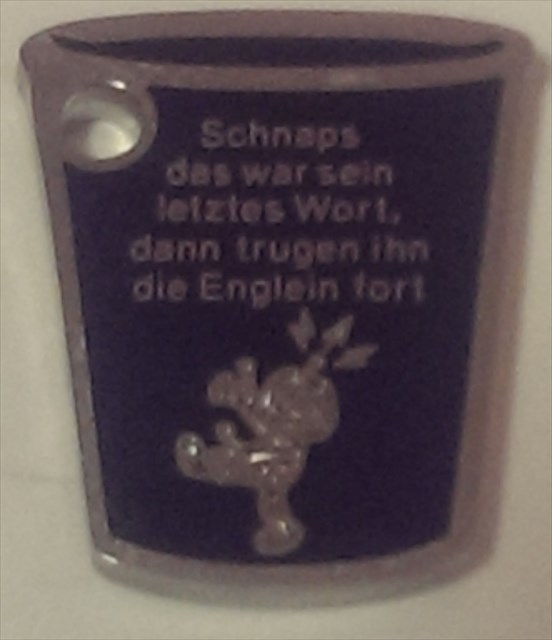 Schnaps
das war sein
letztes Wort,
dann trugen ihn
die Englein fort